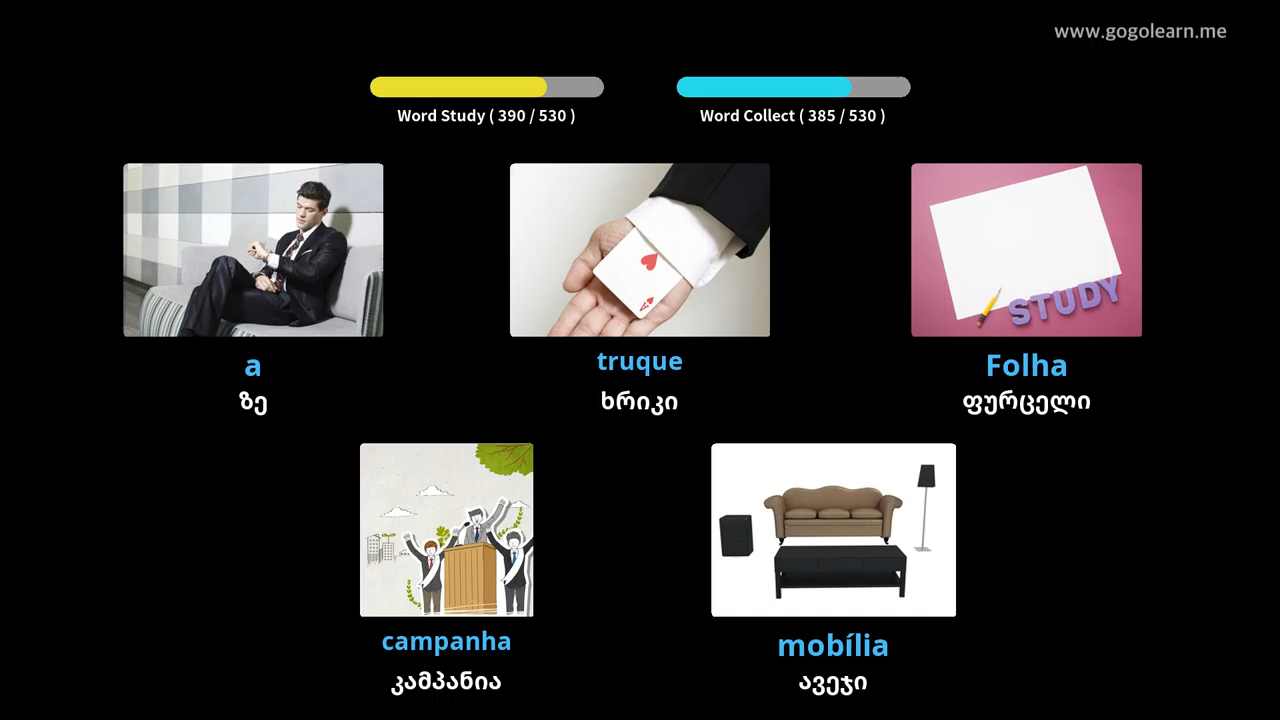 www.gogolearn.me
Word Study ( 390 / 530 )
Word Collect ( 385 / 530 )
STUDY
a
truque
Folha
ზე
ხრიკი
ფურცელი
campanha
mobília
კამპანია
ავეჯი